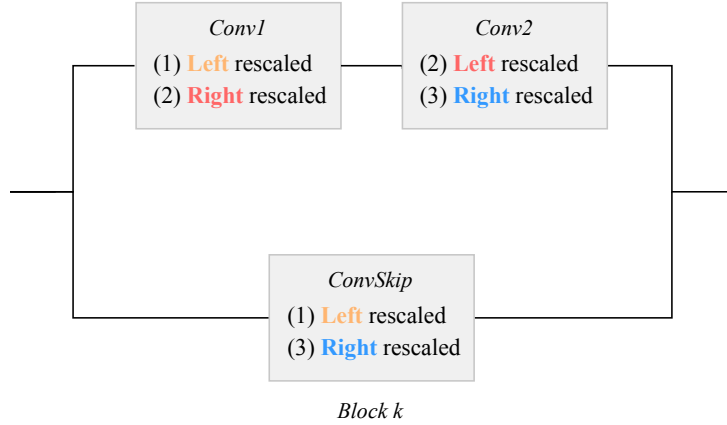 Conv1
(1) Left rescaled
(2) Right rescaled
Conv2
(2) Left rescaled
(3) Right rescaled
ConvSkip
(1) Left rescaled
(3) Right rescaled
Block k